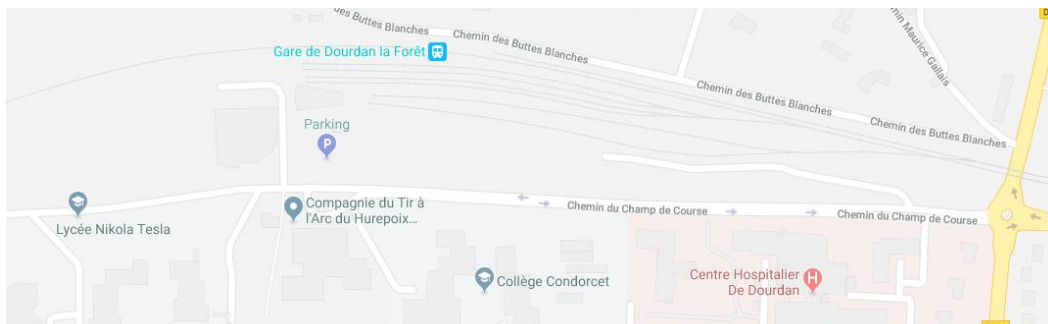 des Buttes Blanches
Chemin des Buttes Blanches
Gare de Dourdan la Forêt
Maurice Gallais
Chemin des Buttes Blanches
Chemin des Buttes Blanches
Parking
P
Compagnie du Tir à
l'Arc du Hurepoix...
Lycée Nikola Tesla
Chemin du Champ de Course
Chemin du Champ de Course
Collège Condorcet
Centre Hospitalier
De Dourdan
H